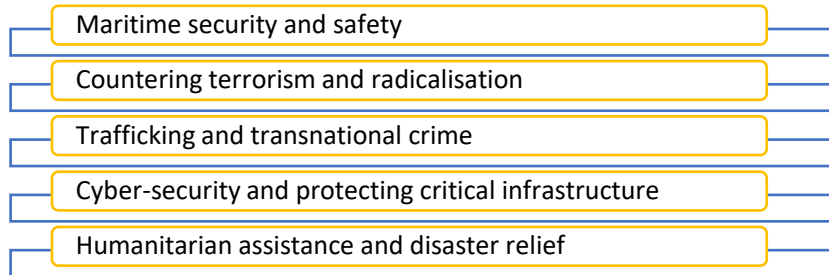 Maritime security and safety
Countering terrorism and radicalisation
Trafficking and transnational crime
Cyber-security and protecting critical infrastructure
Humanitarian assistance and disaster relief